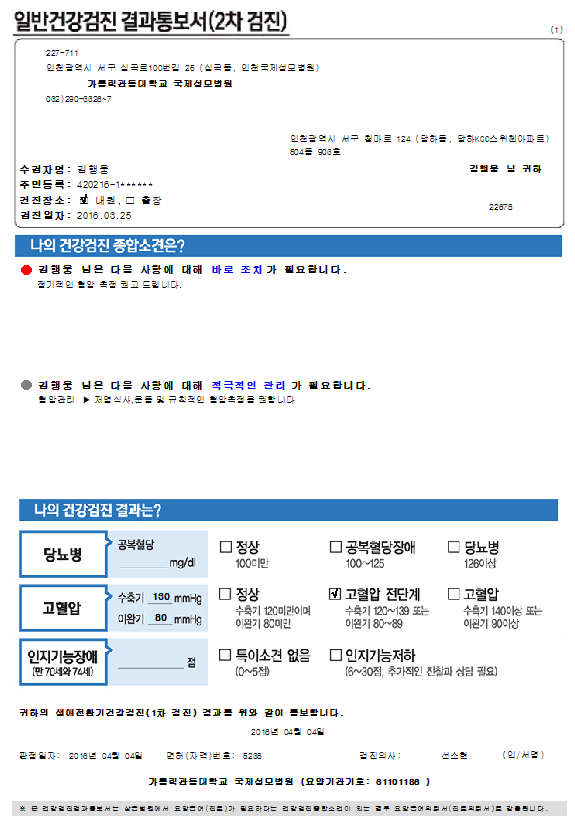 일반건강검진 결과통보서(2차 검진)
(1)
227-711
인천광역시 서구 심곡로100번길 25 (심곡동, 인천국제성모병원)
가톨릭관동대학교 국제성모병원
032)290-3328~7
인천광역시 서구 청마로 124 (당하동, 당하KCC스위첸아파트)
504동 903호
수검자명: 김행웅
김행웅 님 귀하
주민등록: 420216-1******
검진장소: ☑ 내원, □ 출장
22678
검진일자: 2016.03.25
나의 건강검진 종합소견은?
김행웅 님은 다음 사항에 대해 바로 조치가 필요합니다.
정기적인 혈압 측정 권고 드립니다.
김행웅 님은 다음 사항에 대해 적극적인 관리 가 필요합니다.
혈압관리 ▶ 저염식사,운동 및 규칙적인 혈압측정을 권합니다
나의 건강검진 결과는?
당뇨병
공복혈당
mg/dl
□ 정상
100미만
□ 공복혈당장애
100~125
□ 당뇨병
126이상
고혈압
수축기 130 mmHg
이완기 80 mmHg
□ 정상
수축기 120미만이며
이완기 80미만
☑ 고혈압 전단계
수축기 120~139 또는
이완기 80~89
□ 고혈압
수축기 140이상 또는
이완기 90이상
인지기능장애
(만 70세와 74세)
점
□ 특이소견 없음
(0~5점)
□ 인지기능저하
(6~30점, 추가적인 진찰과 상담 필요)
귀하의 생애전환기건강검진(1차 검진) 결과를 위와 같이 통보합니다.
2016년 04월 04일
판정일자: 2016년 04월 04일 면허(자격)번호: 5266 검진의사: 선소현 (인/서명)
가톨릭관동대학교 국제성모병원 (요양기관기호: 61101186 )
※ 본 건강검진결과통보서는 상급병원에서 요양급여(진료)가 필요하다는 건강검진종합소견이 있는 경우 요양급여의뢰서(진료의뢰서)로 갈음됩니다.